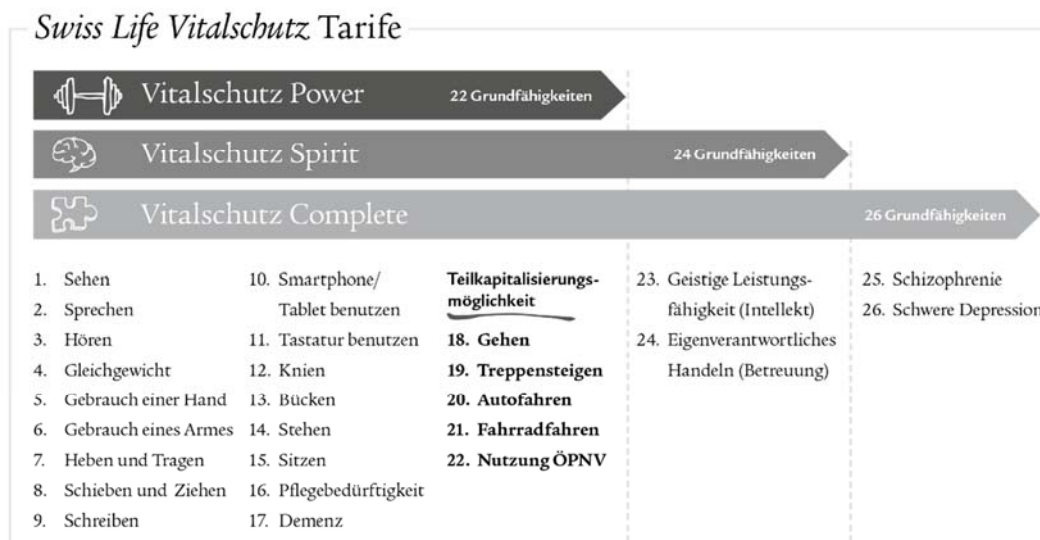 Swiss Life Vitalschutz Tarife
Vitalschutz Power 22 Grundfähigkeiten
Vitalschutz Spirit 24 Grundfähigkeiten
Vitalschutz Complete 26 Grundfähigkeiten
1. Sehen
2. Sprechen
3. Hören
4. Gleichgewicht
5. Gebrauch einer Hand
6. Gebrauch eines Armes
7. Heben und Tragen
8. Schieben und Ziehen
9. Schreiben
10. Smartphone/
Tablet benutzen
11. Tastatur benutzen
12. Knien
13. Bücken
14. Stehen
15. Sitzen
16. Pflegebedürftigkeit
17. Demenz
Teilkapitalisierungs-
möglichkeit
18. Gehen
19. Treppensteigen
20. Autofahren
21. Fahrradfahren
22. Nutzung ÖPNV
23. Geistige Leistungs-
fähigkeit (Intellekt)
24. Eigenverantwortliches
Handeln (Betreuung)
25. Schizophrenie
26. Schwere Depression